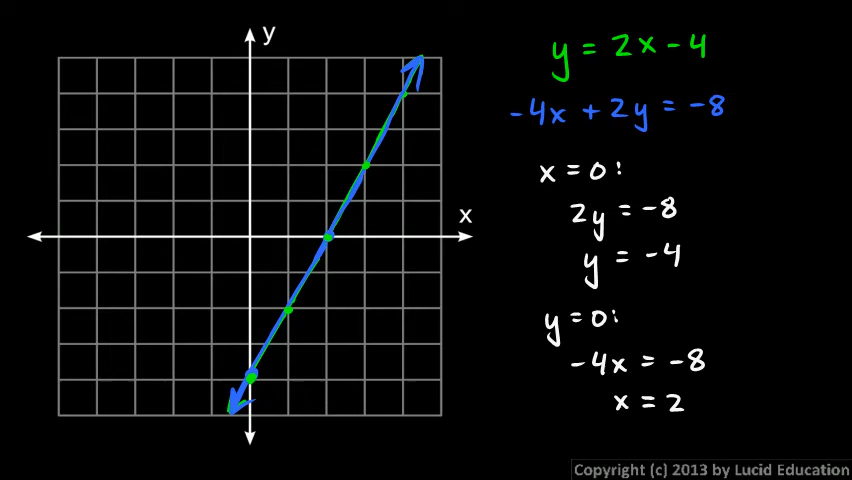 y
x
y = 2x - 4
-4x + 2y = -8
x = 0:
2y = -8
y = -4
y = 0:
-4x = -8
x = 2
Copyright (c) 2013 by Lucid Education